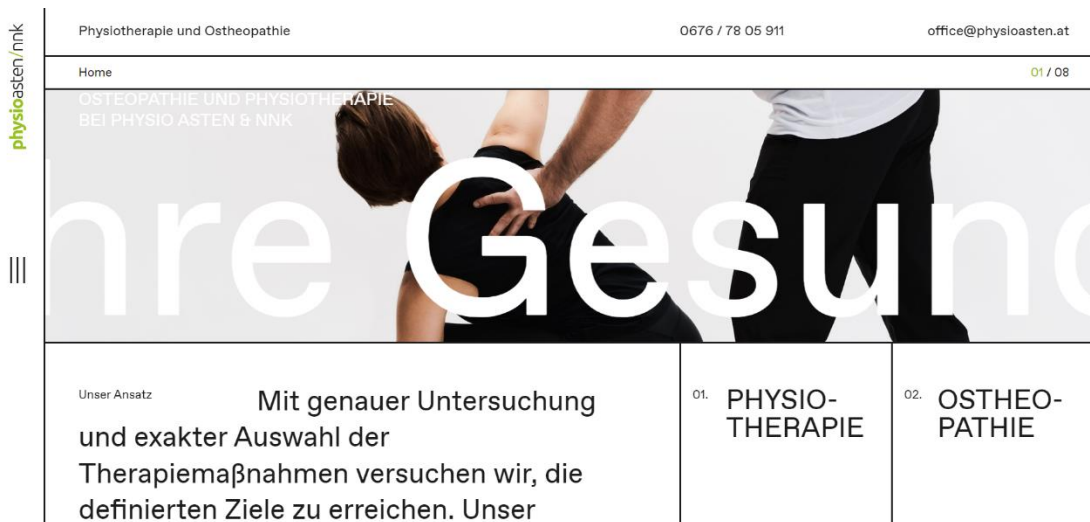 physioasten/nnk
Physiotherapie und Ostheopathie
0676 / 78 05 911
office@physioasten.at
Home
01 / 08
OSTEOPATHIE UND PHYSIOTHERAPIE
BEI PHYSIO ASTEN & NNK
hre Gesund
Unser Ansatz
Mit genauer Untersuchung
und exakter Auswahl der
Therapiemaßnahmen versuchen wir, die
definierten Ziele zu erreichen. Unser
01.
PHYSIO-
THERAPIE
02.
OSTHEO-
PATHIE